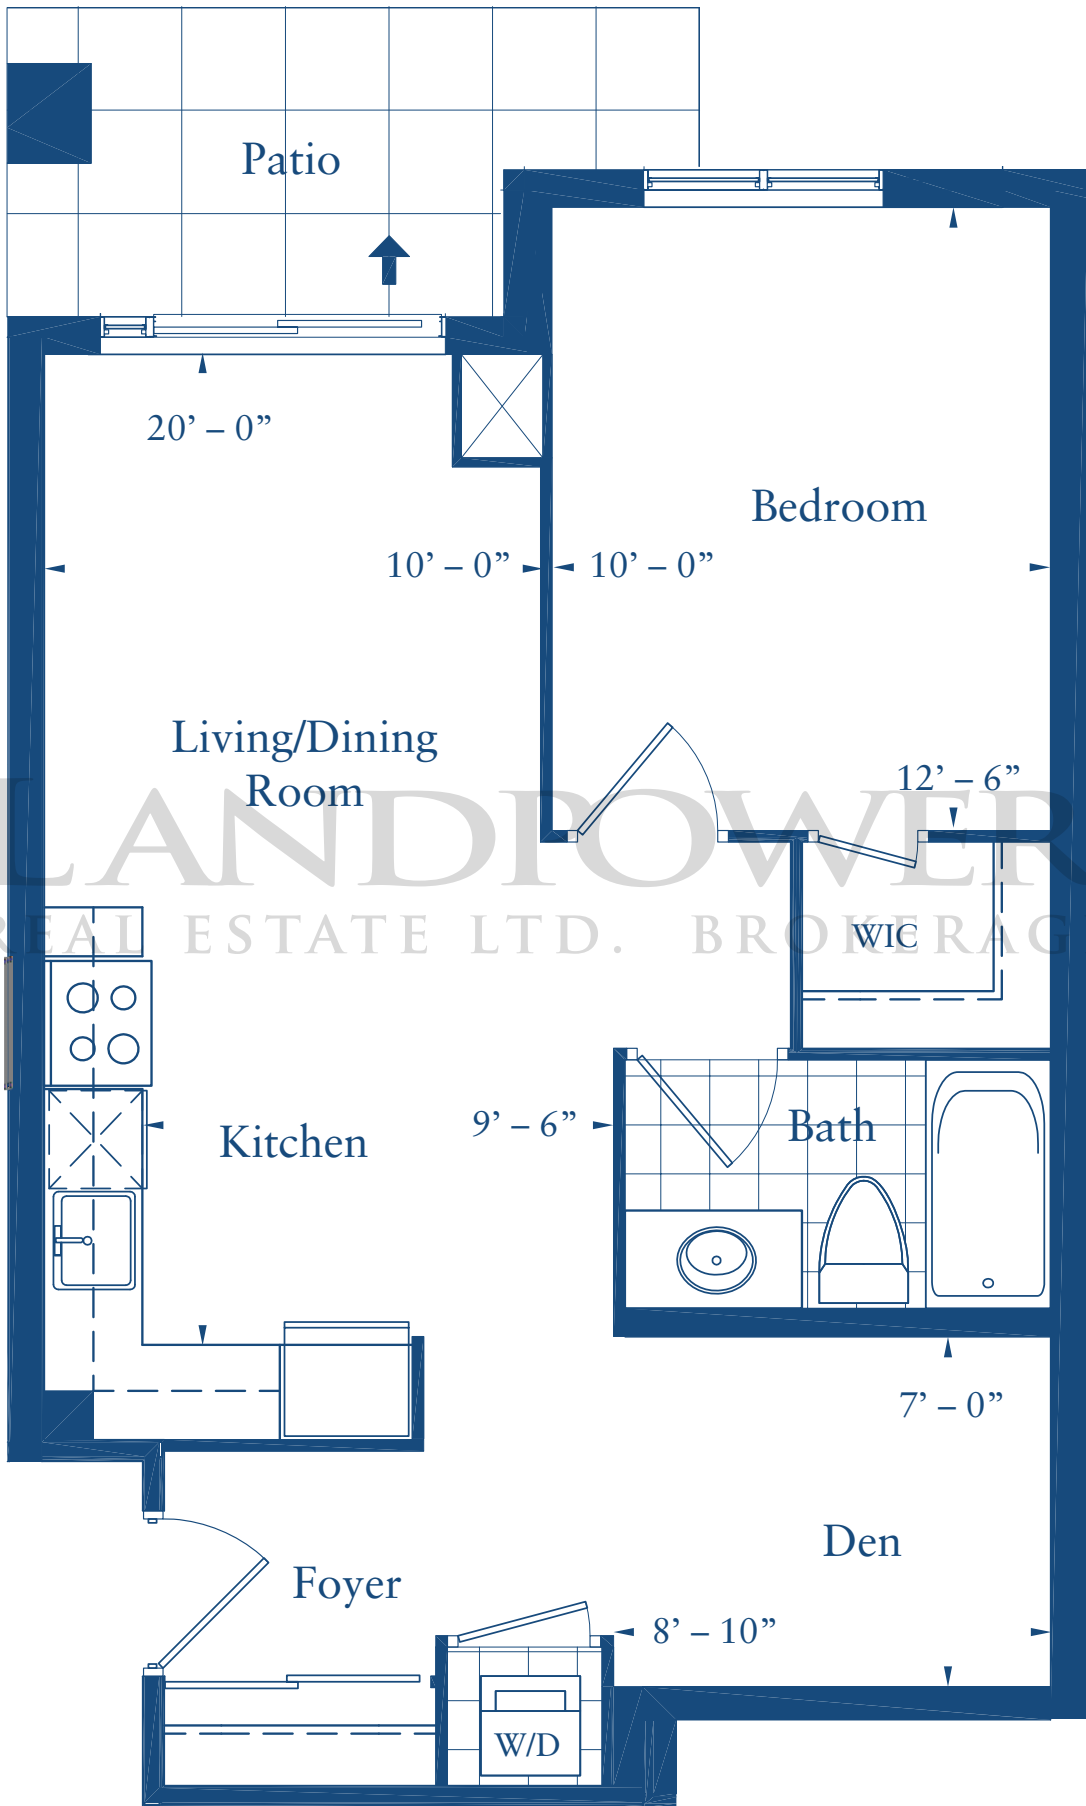 Patio
20’ – 0”
Bedroom
10’ – 0”
10’ – 0”
Living/Dining
Room
12’ – 6”
LANDPOWER
REAL ESTATE LTD. BROKERAG
WIC
9’ – 6”
Bath
Kitchen
7’ – 0”
Den
Foyer
8’ – 10”
W/D